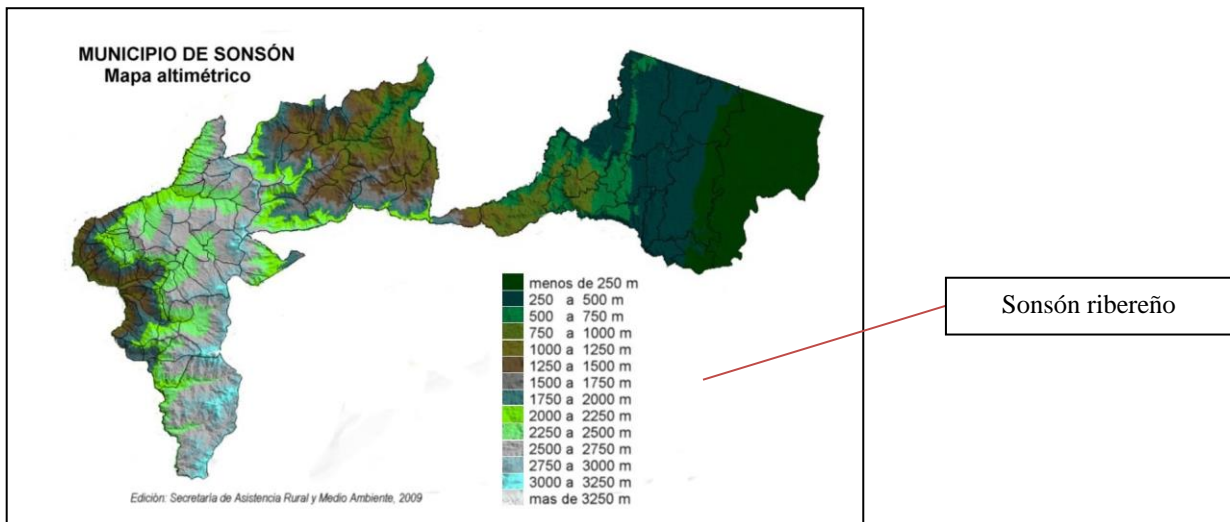 MUNICIPIO DE SONSÓN
Mapa altimétrico
menos de 250 m
250 a 500 m
500 a 750 m
750 a 1000 m
1000 a 1250 m
1250 a 1500 m
1500 a 1750 m
1750 a 2000 m
2000 a 2250 m
2250 a 2500 m
2500 a 2750 m
2750 a 3000 m
3000 a 3250 m
mas de 3250 m
Edición: Secretaría de Asistencia Rural y Medio Ambiente, 2009
Sonsón ribereño